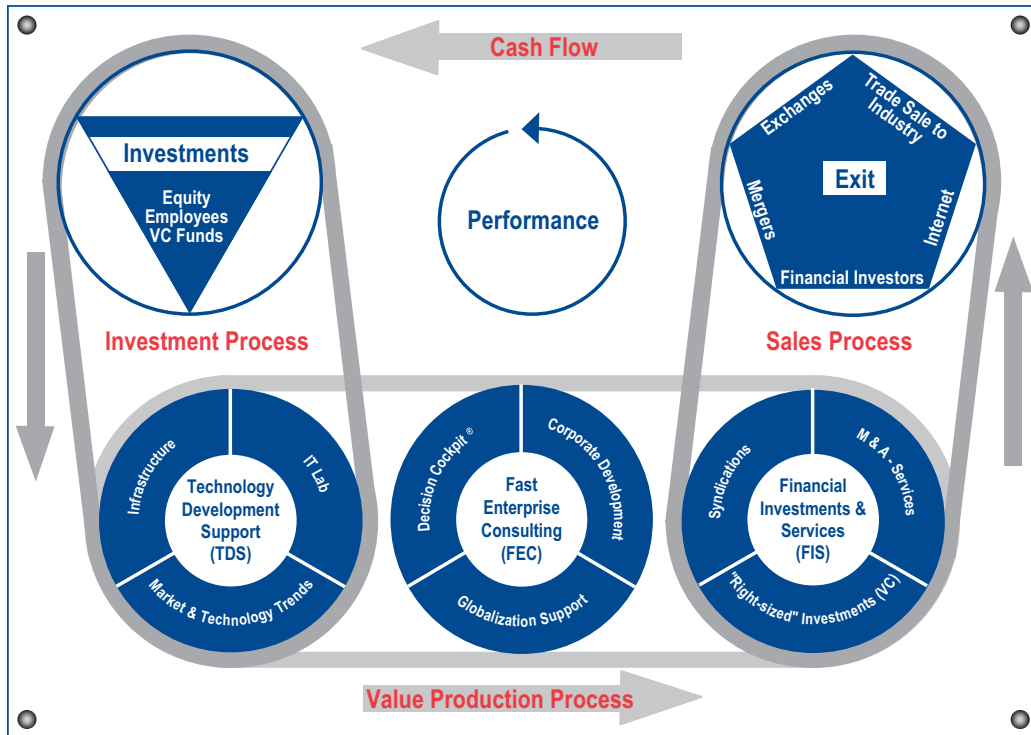 Cash Flow
Investments
Equity
Employees
VC Funds
Performance
Exchanges
Trade Sale to
Industry
Exit
Mergers
Internet
Financial Investors
Investment Process
Sales Process
Infrastructure
IT Lab
Technology
Development
Support
(TDS)
Market & Technology Trends
Decision Cockpit ®
Corporate Development
Fast
Enterprise
Consulting
(FEC)
Globalization Support
Syndications
M & A - Services
Financial
Investments &
Services
(FIS)
"Right-sized" Investments (VC)
Value Production Process